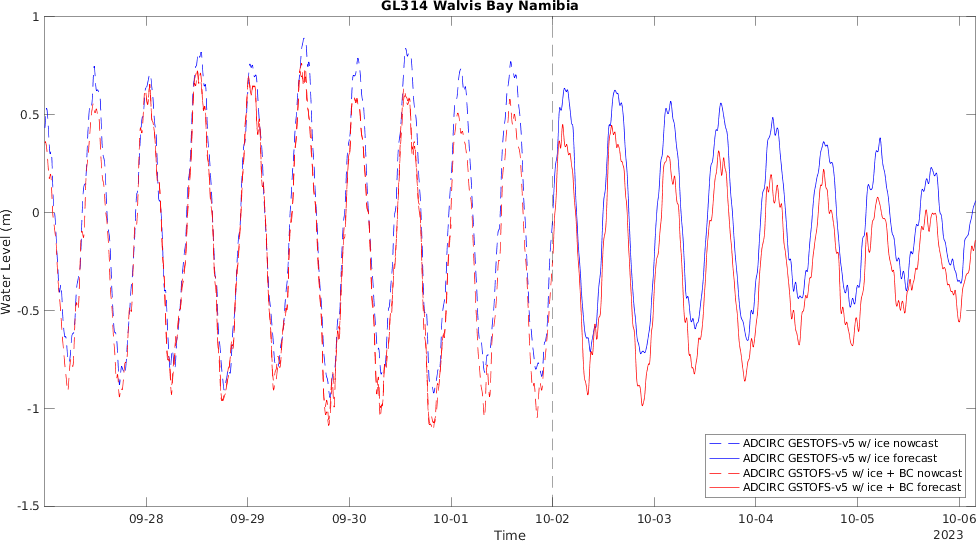 GL314 Walvis Bay Namibia
1
0.5
0
-0.5
-1
-1.5
Water Level (m)
ADCIRC GESTOFS-v5 w/ ice nowcast
ADCIRC GESTOFS-v5 w/ ice forecast
ADCIRC GSTOFS-v5 w/ ice + BC nowcast
ADCIRC GSTOFS-v5 w/ ice + BC forecast
09-28 09-29 09-30 10-01 10-02 10-03 10-04 10-05 10-06
Time 2023